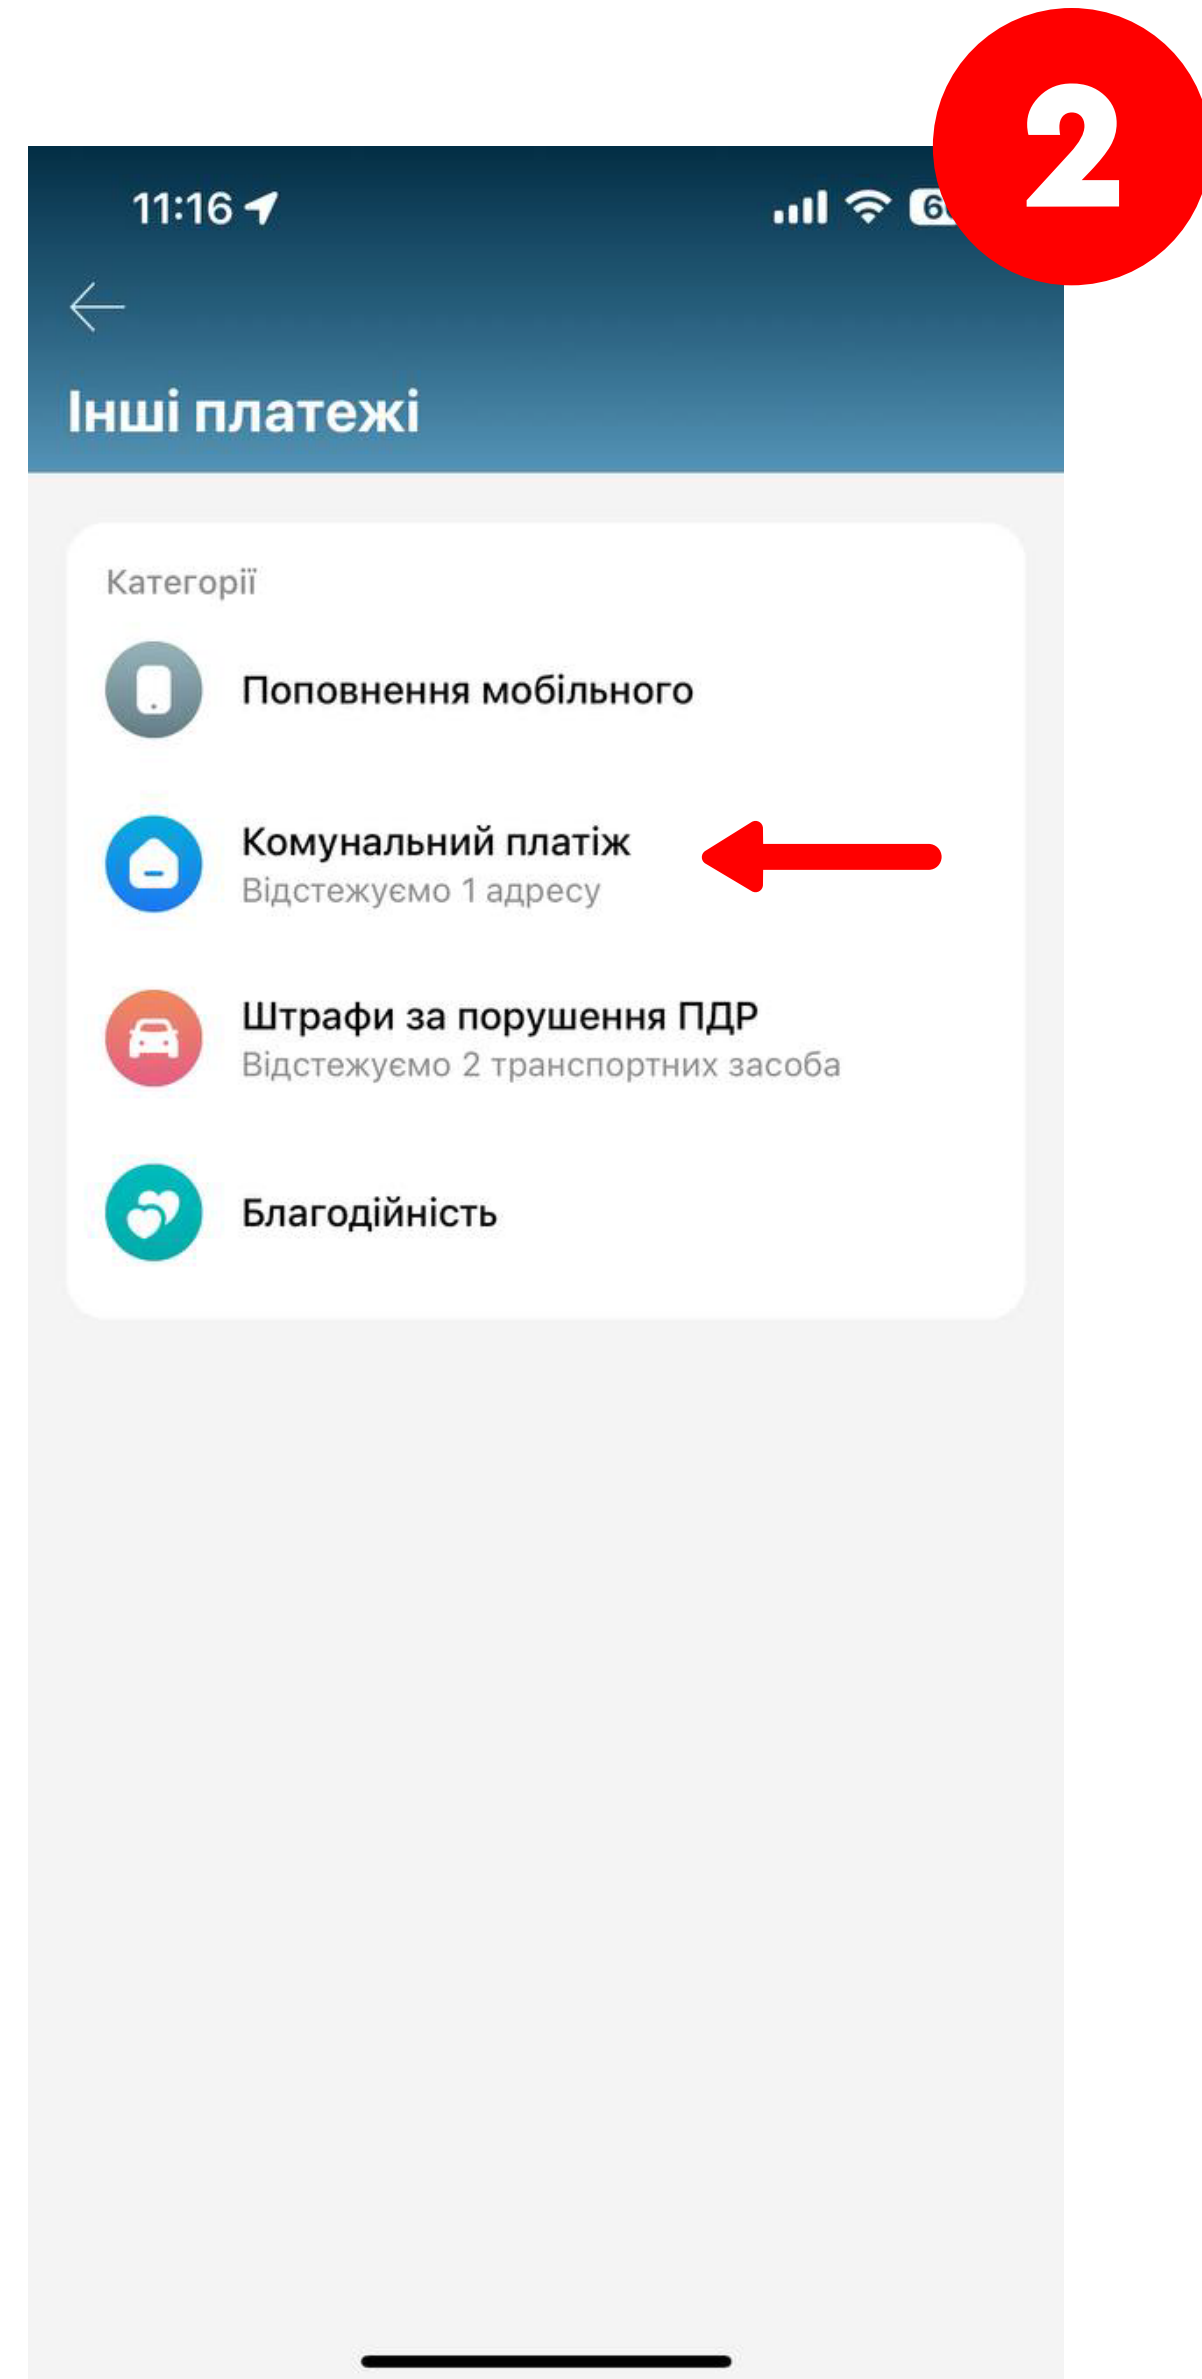 2
11:16
Інші платежі
Категорії
Поповнення мобільного
Комунальний платіж
Відстежуємо 1 адресу
Штрафи за порушення ПДР
Відстежуємо 2 транспортних засоба
Благодійність